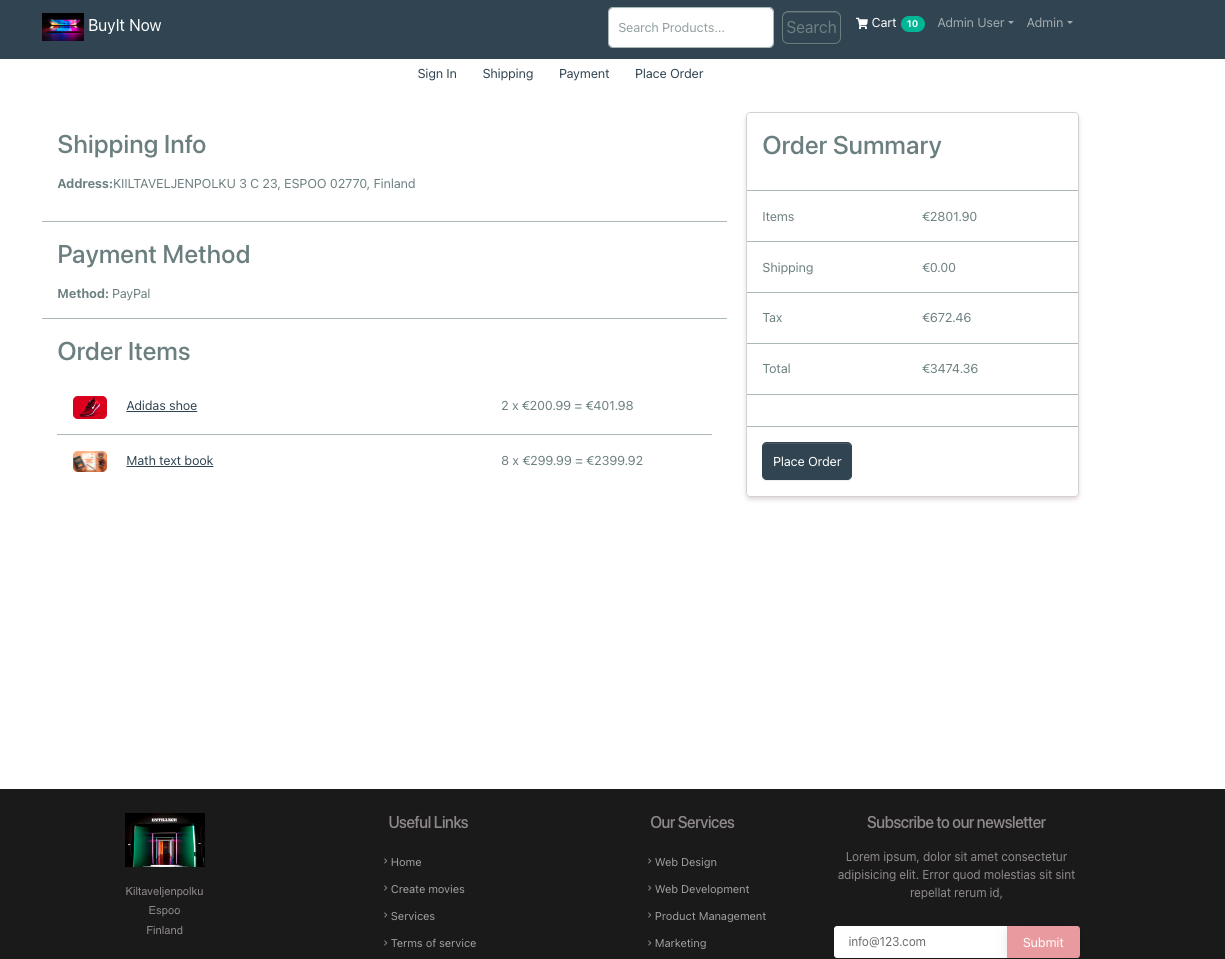 BuyIt Now
Search Products...
Search
Cart 10
Admin User
Admin
Sign In Shipping Payment Place Order
Shipping Info
Address:KIILTAVELJENPOLKU 3 C 23, ESPOO 02770, Finland
Payment Method
Method: PayPal
Order Items
Adidas shoe 2 x €200.99 = €401.98
Math text book 8 x €299.99 = €2399.92
Order Summary
Items €2801.90
Shipping €0.00
Tax €672.46
Total €3474.36
Place Order
ENTRANCE
Kiltaveljenpolku
Espoo
Finland
Useful Links
› Home
› Create movies
› Services
› Terms of service
Our Services
› Web Design
› Web Development
› Product Management
› Marketing
Subscribe to our newsletter
Lorem ipsum, dolor sit amet consectetur
adipisicing elit. Error quod molestias sit sint
repellat rerum id,
info@123.com
Submit